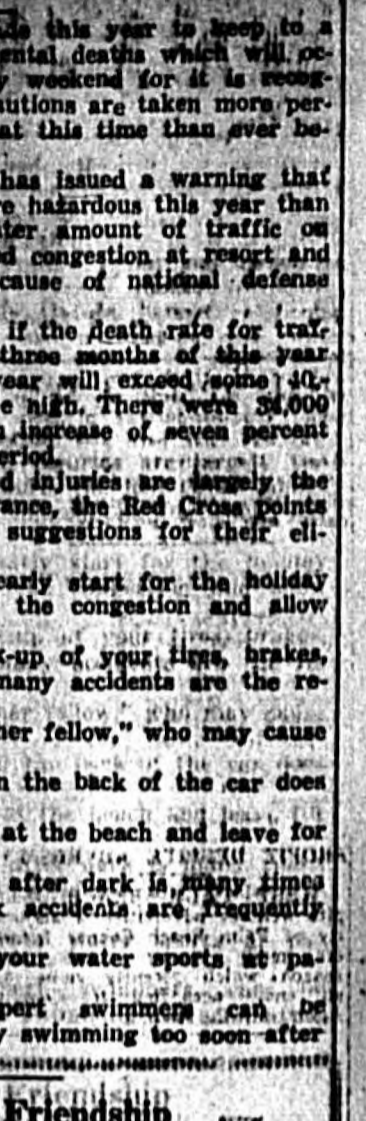 this year to keep to a
ental deaths which will oc-
weekend for it is recog-
utions are taken more per-
at this time than ever be-
has issued a warning that
e hazardous this year than
ter amount of traffic on
d congestion at resort and
cause of national defense
if the death rate for traf-
three months of this year
year will exceed some 40,-
e high. There were 34,000
increase of seven percent
eriod.
d injuries are largely the
rance, the Red Cross points
suggestions for their eli-
early start for the holiday
the congestion and allow
k-up of your tires, brakes,
many accidents are the re-
her fellow," who may cause
n the back of the car does
at the beach and leave for
after dark is many times
accidents are frequently
your water sports at pa-
pert swimmers can be
y swimming too soon after
Friendship